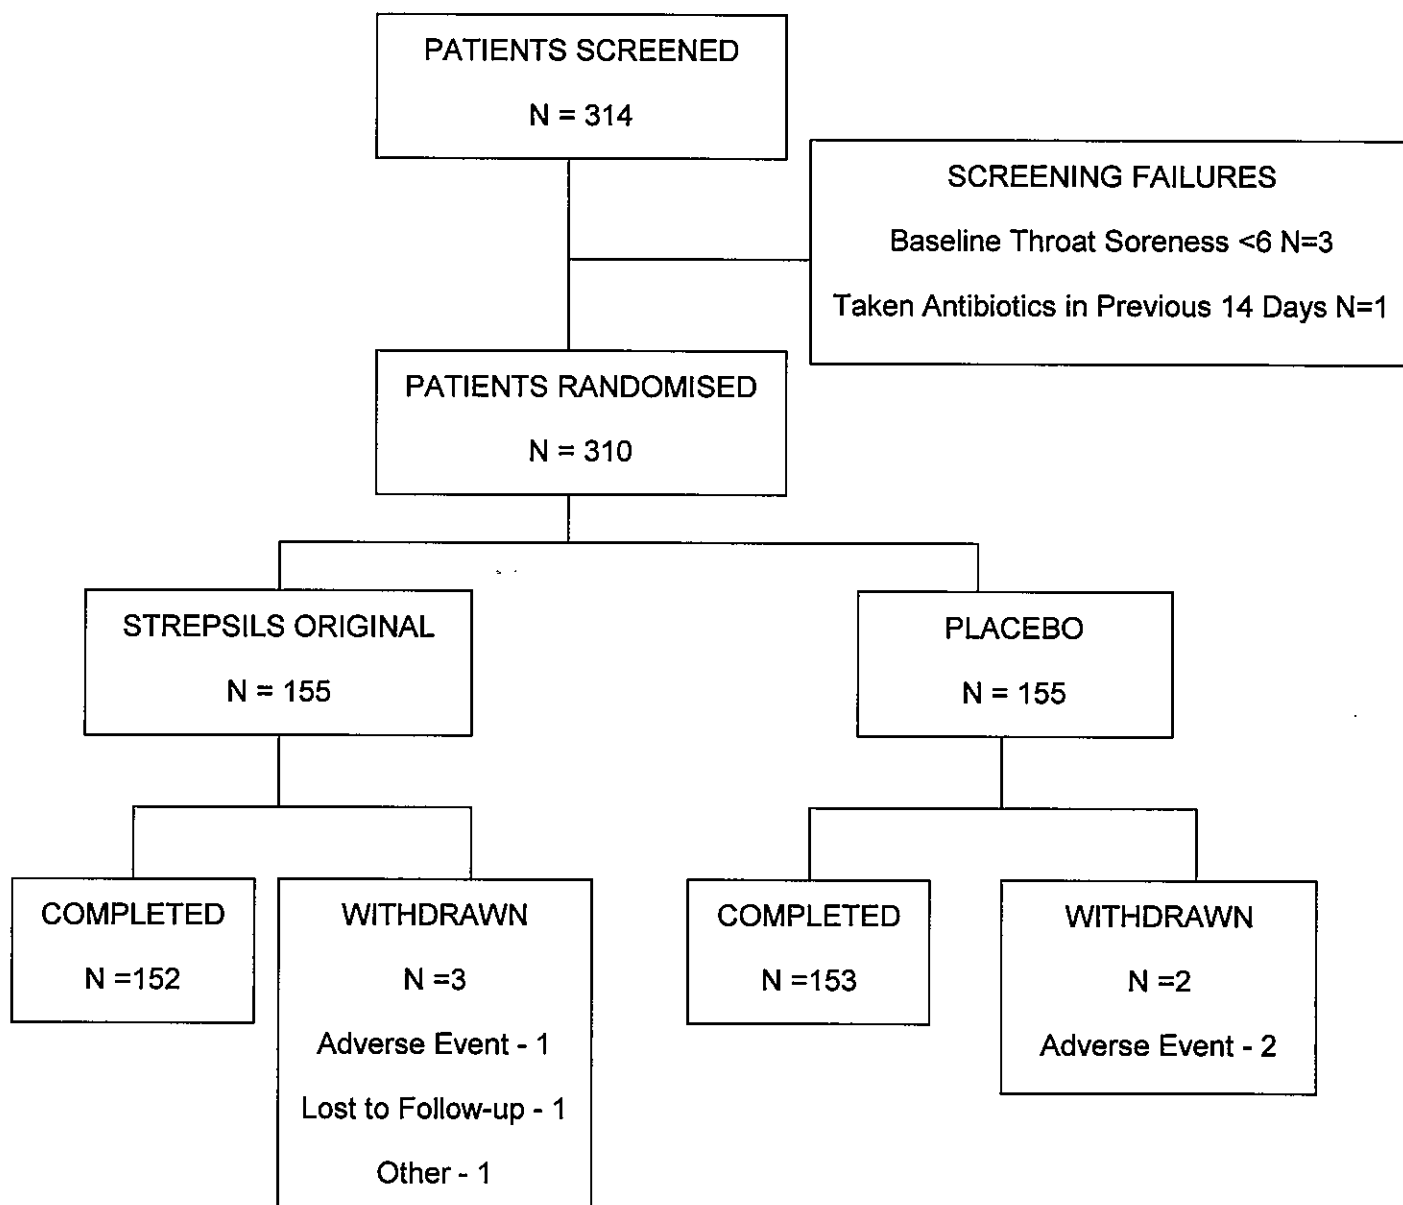 PATIENTS SCREENED
N = 314
SCREENING FAILURES
Baseline Throat Soreness <6 N=3
Taken Antibiotics in Previous 14 Days N=1
PATIENTS RANDOMISED
N = 310
STREPSILS ORIGINAL
N = 155
PLACEBO
N = 155
COMPLETED
N =152
WITHDRAWN
N =3
Adverse Event - 1
Lost to Follow-up - 1
Other - 1
COMPLETED
N =153
WITHDRAWN
N =2
Adverse Event - 2